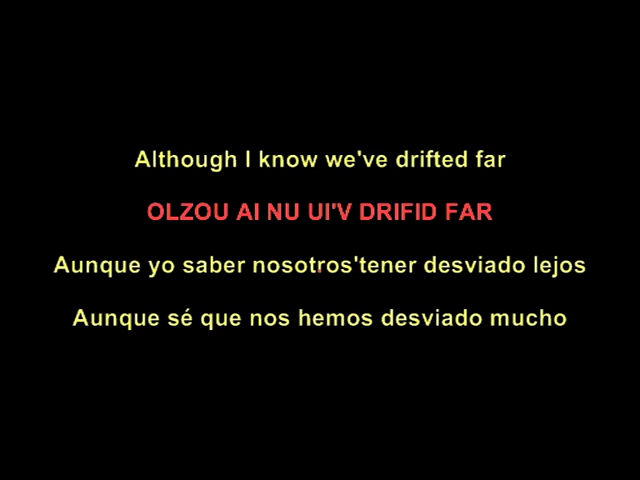 Although I know we've drifted far
OLZOU AI NU UI'V DRIFID FAR
Aunque yo saber nosotros'tener desviado lejos
Aunque sé que nos hemos desviado mucho